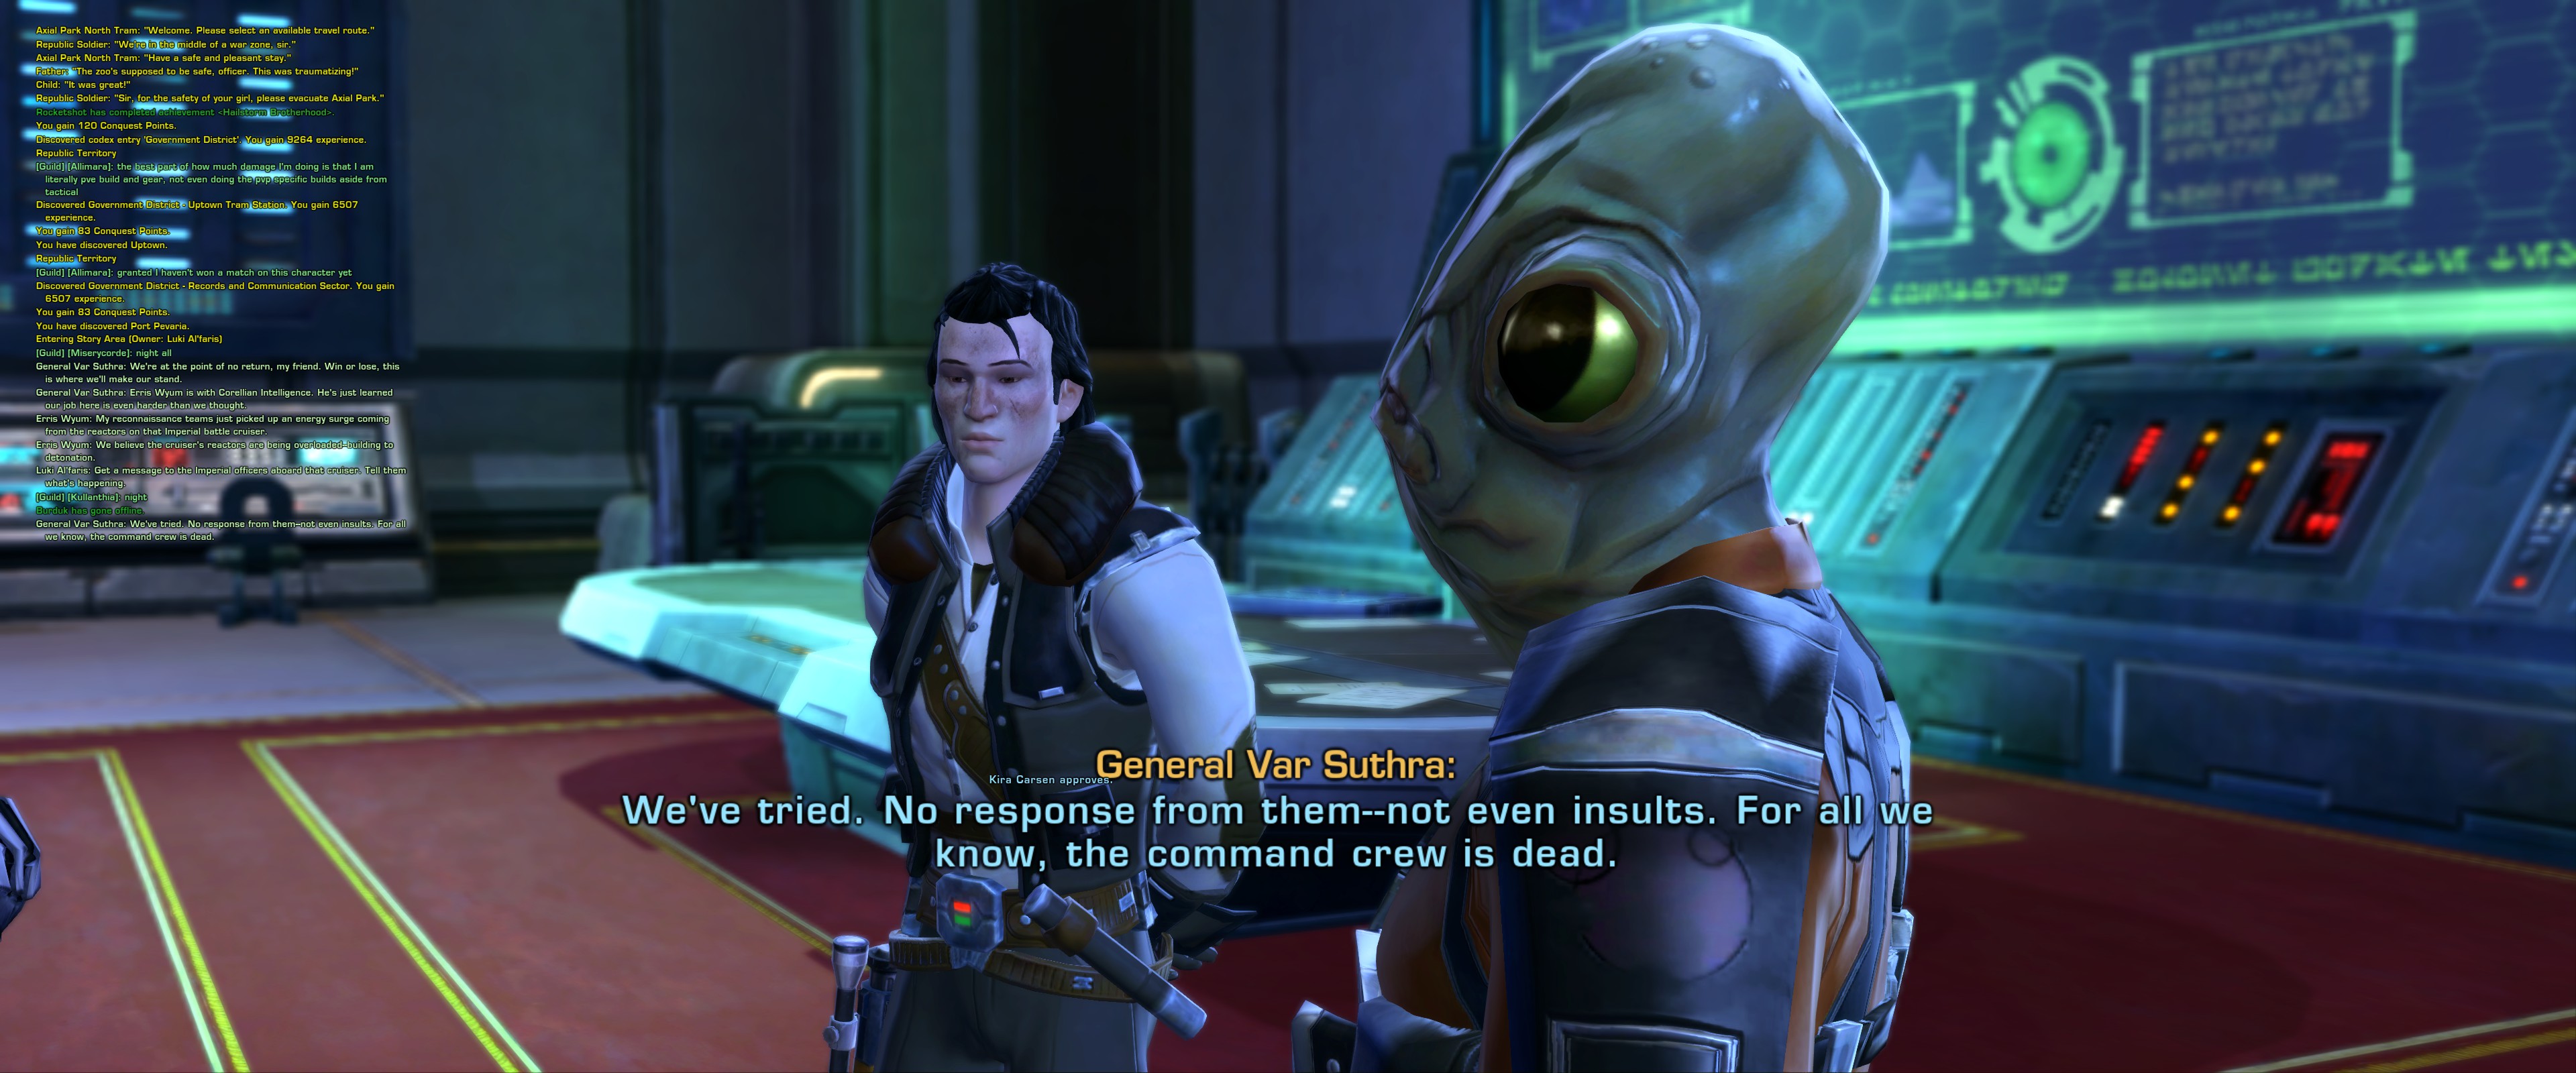 Axial Park North Tram: "Welcome. Please select an available travel route."
Republic Soldier: "We're in the middle of a war zone, sir."
Axial Park North Tram: "Have a safe and pleasant stay."
Father: "The zoo's supposed to be safe, officer. This was traumatizing!"
Child: "It was great!"
Republic Soldier: "Sir, for the safety of your girl, please evacuate Axial Park."
Rocketshot has completed achievement <Hailstorm Brotherhood>.
You gain 120 Conquest Points.
Discovered codex entry 'Government District'. You gain 9264 experience.
Republic Territory
[Guild] [Allimara]: the best part of how much damage I'm doing is that I am
literally pve build and gear, not even doing the pvp specific builds aside from
tactical
Discovered Government District - Uptown Tram Station. You gain 6507
experience.
You gain 83 Conquest Points.
You have discovered Uptown.
Republic Territory
[Guild] [Allimara]: granted I haven't won a match on this character yet
Discovered Government District - Records and Communication Sector. You gain
6507 experience.
You gain 83 Conquest Points.
You have discovered Port Pevaria.
Entering Story Area (Owner: Luki Al'faris)
[Guild] [Miserycorde]: night all
General Var Suthra: We're at the point of no return, my friend. Win or lose, this
is where we'll make our stand.
General Var Suthra: Erris Wyum is with Corellian Intelligence. He's just learned
our job here is even harder than we thought.
Erris Wyum: My reconnaissance teams just picked up an energy surge coming
from the reactors on that Imperial battle cruiser.
Erris Wyum: We believe the cruiser's reactors are being overloaded--building to
detonation.
Luki Al'faris: Get a message to the Imperial officers aboard that cruiser. Tell them
what's happening.
[Guild] [Kullanthia]: night
Burduk has gone offline.
General Var Suthra: We've tried. No response from them--not even insults. For all
we know, the command crew is dead.
General Var Suthra:
Kira Carsen approves.
We've tried. No response from them--not even insults. For all we
know, the command crew is dead.